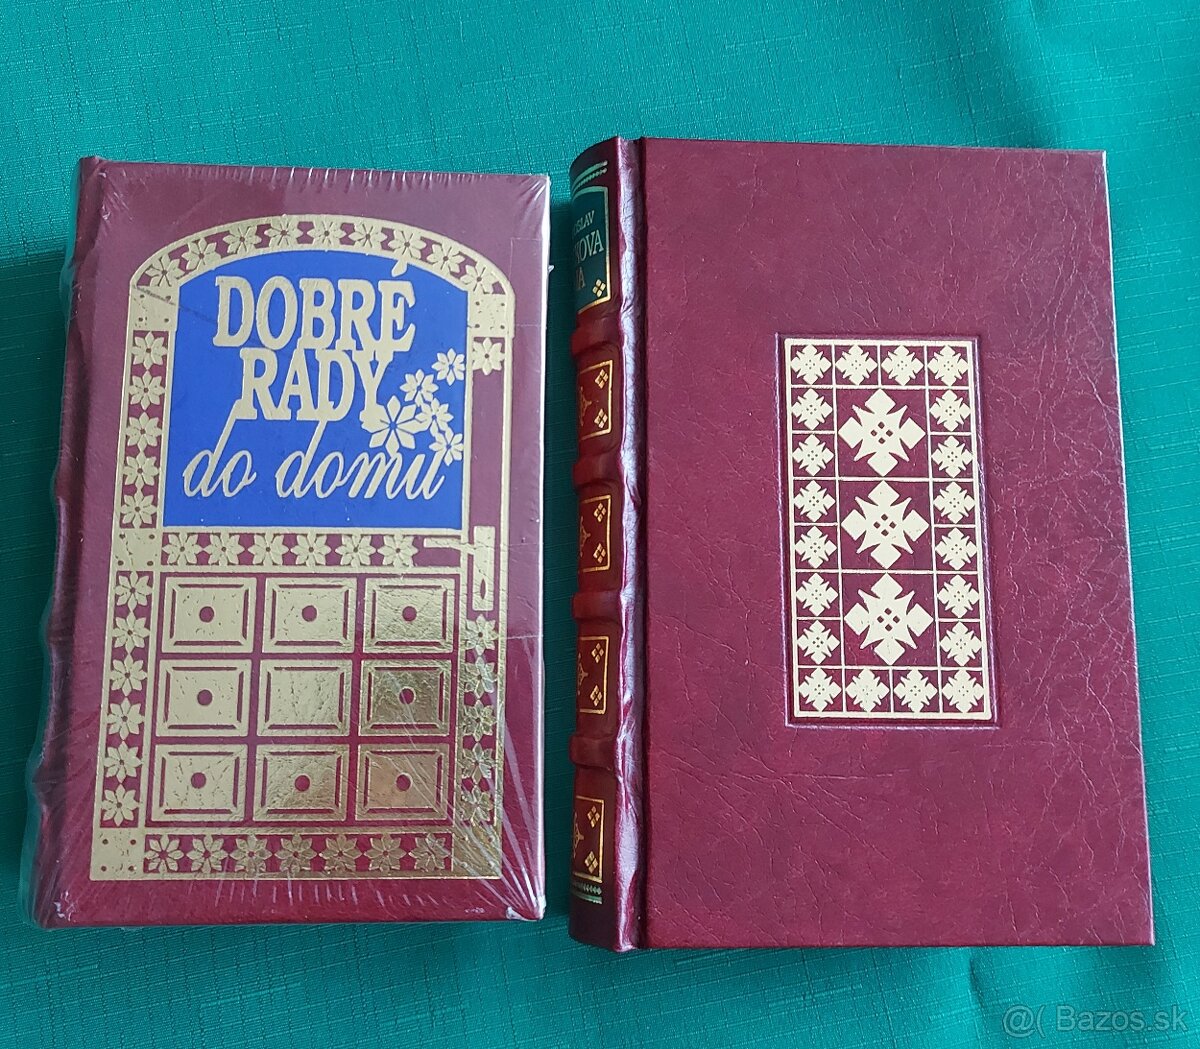 DOBRÉ
RADY
do domu
@( Bazos.sk